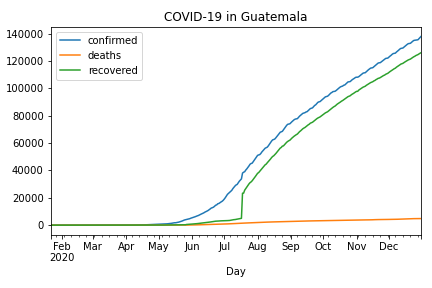 COVID-19 in Guatemala
confirmed
deaths
recovered
140000
120000
100000
80000
60000
40000
20000
0
Feb Mar Apr May Jun Jul Aug Sep Oct Nov Dec
2020
Day